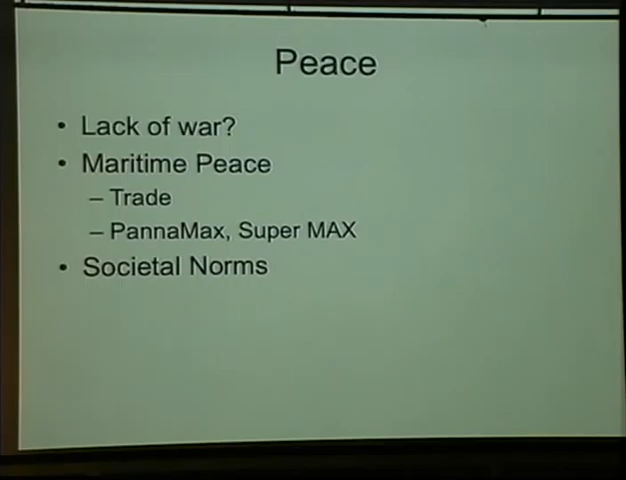 Peace
• Lack of war?
• Maritime Peace
– Trade
– PannaMax, Super MAX
• Societal Norms